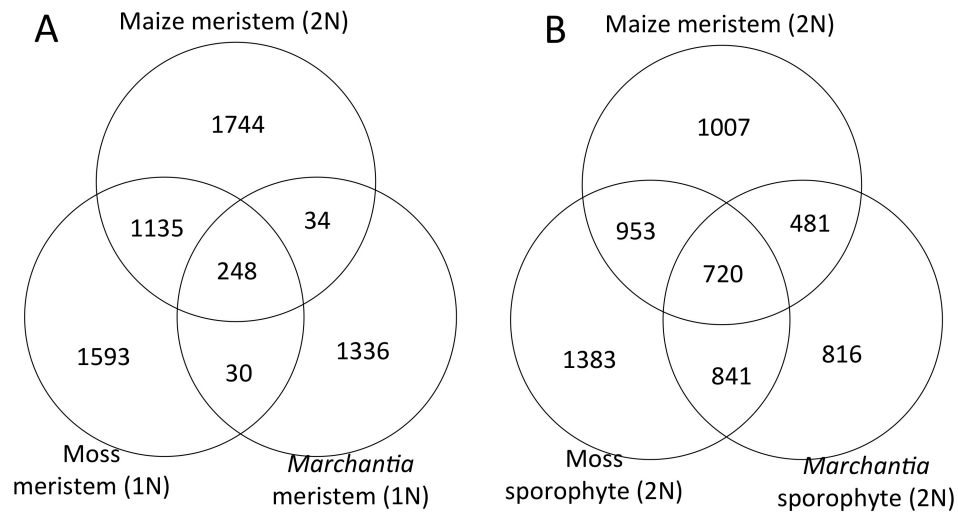 A
Maize meristem (2N)
1744
1135
34
248
1593
30
1336
Moss
meristem (1N)
Marchantia
meristem (1N)
B
Maize meristem (2N)
1007
953
481
720
1383
841
816
Moss
sporophyte (2N)
Marchantia
sporophyte (2N)